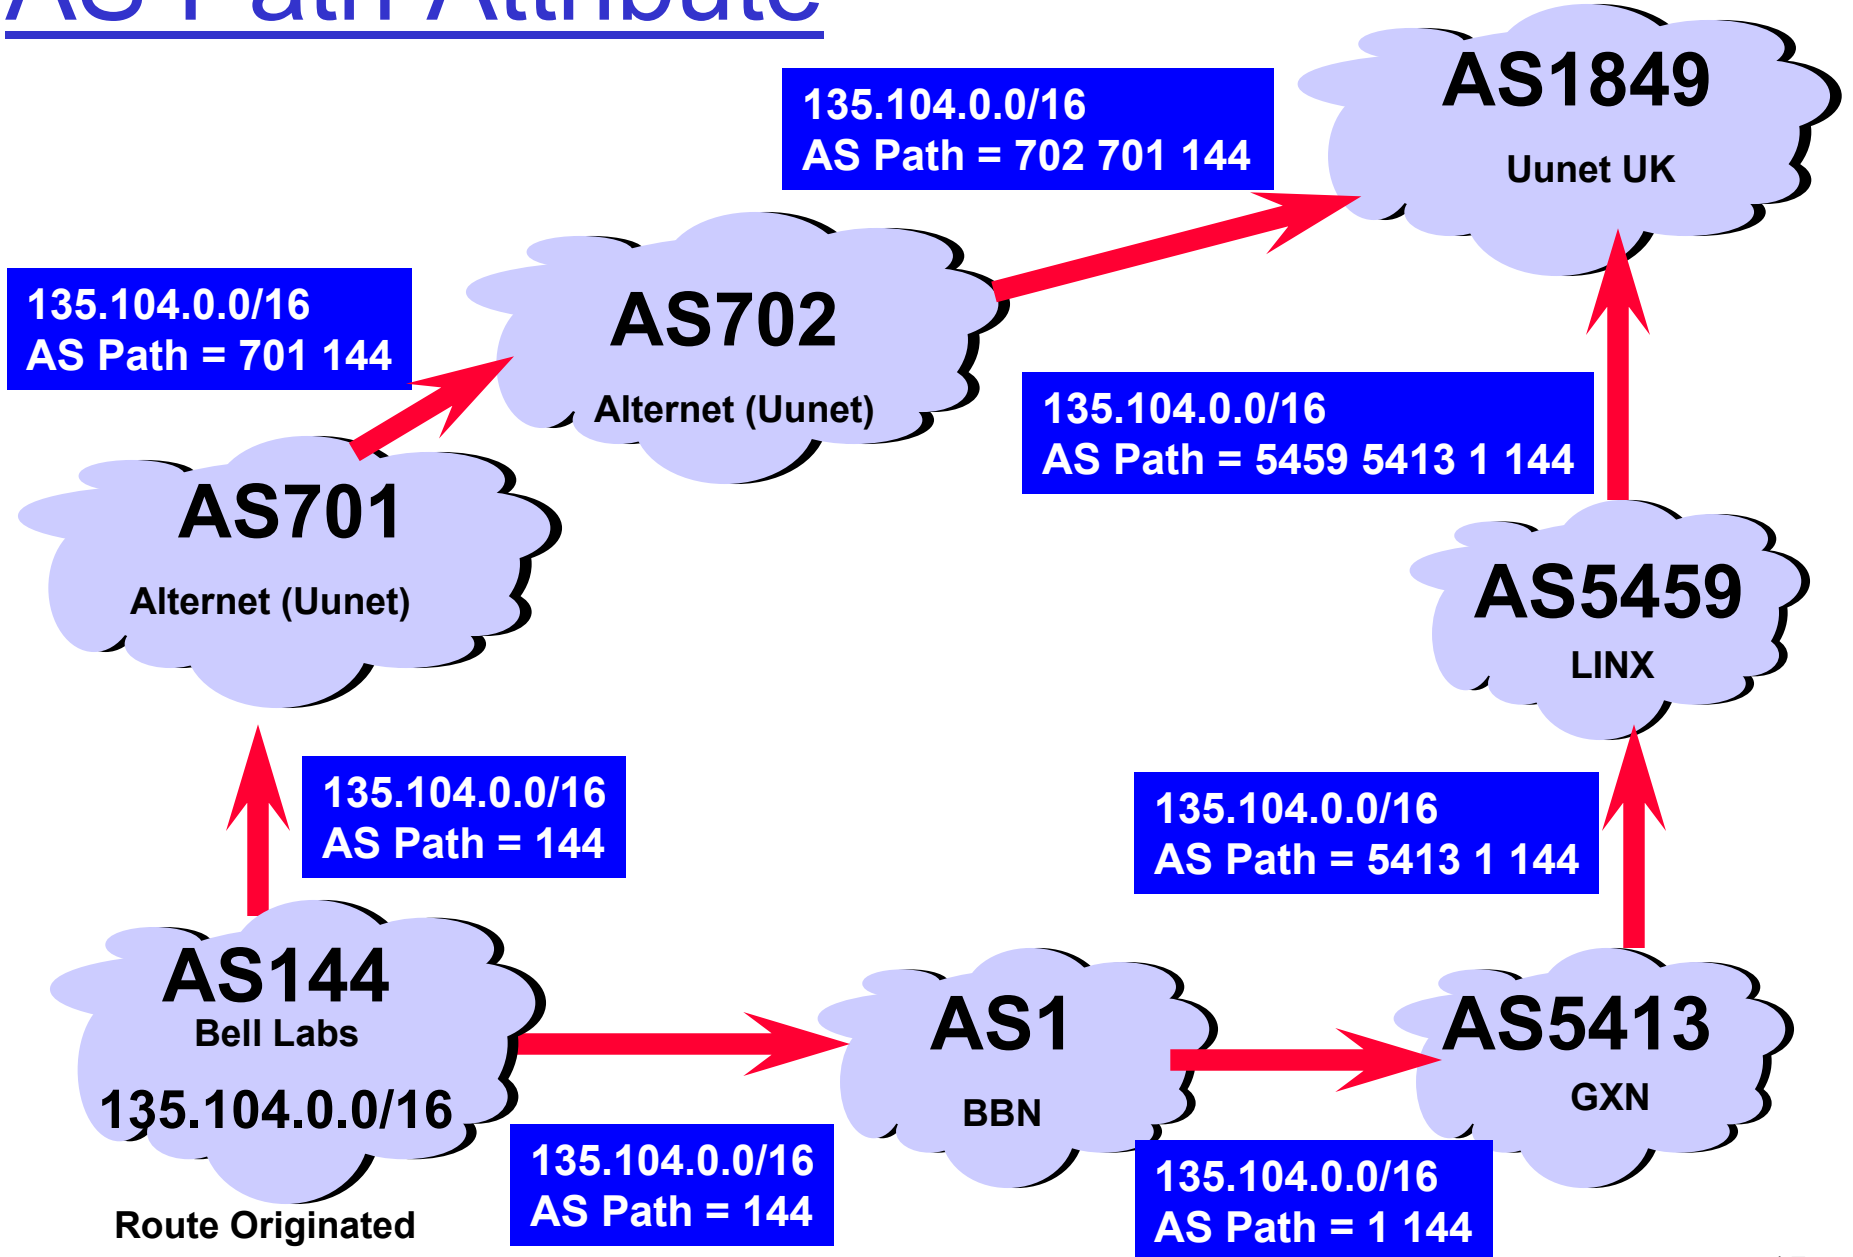 AS Path Attribute
135.104.0.0/16
AS Path = 702 701 144
AS1849
Uunet UK
135.104.0.0/16
AS Path = 701 144
AS702
Alternet (Uunet)
135.104.0.0/16
AS Path = 5459 5413 1 144
AS701
Alternet (Uunet)
AS5459
LINX
135.104.0.0/16
AS Path = 144
135.104.0.0/16
AS Path = 5413 1 144
AS144
Bell Labs
135.104.0.0/16
AS1
BBN
AS5413
GXN
135.104.0.0/16
AS Path = 144
135.104.0.0/16
AS Path = 1 144
Route Originated